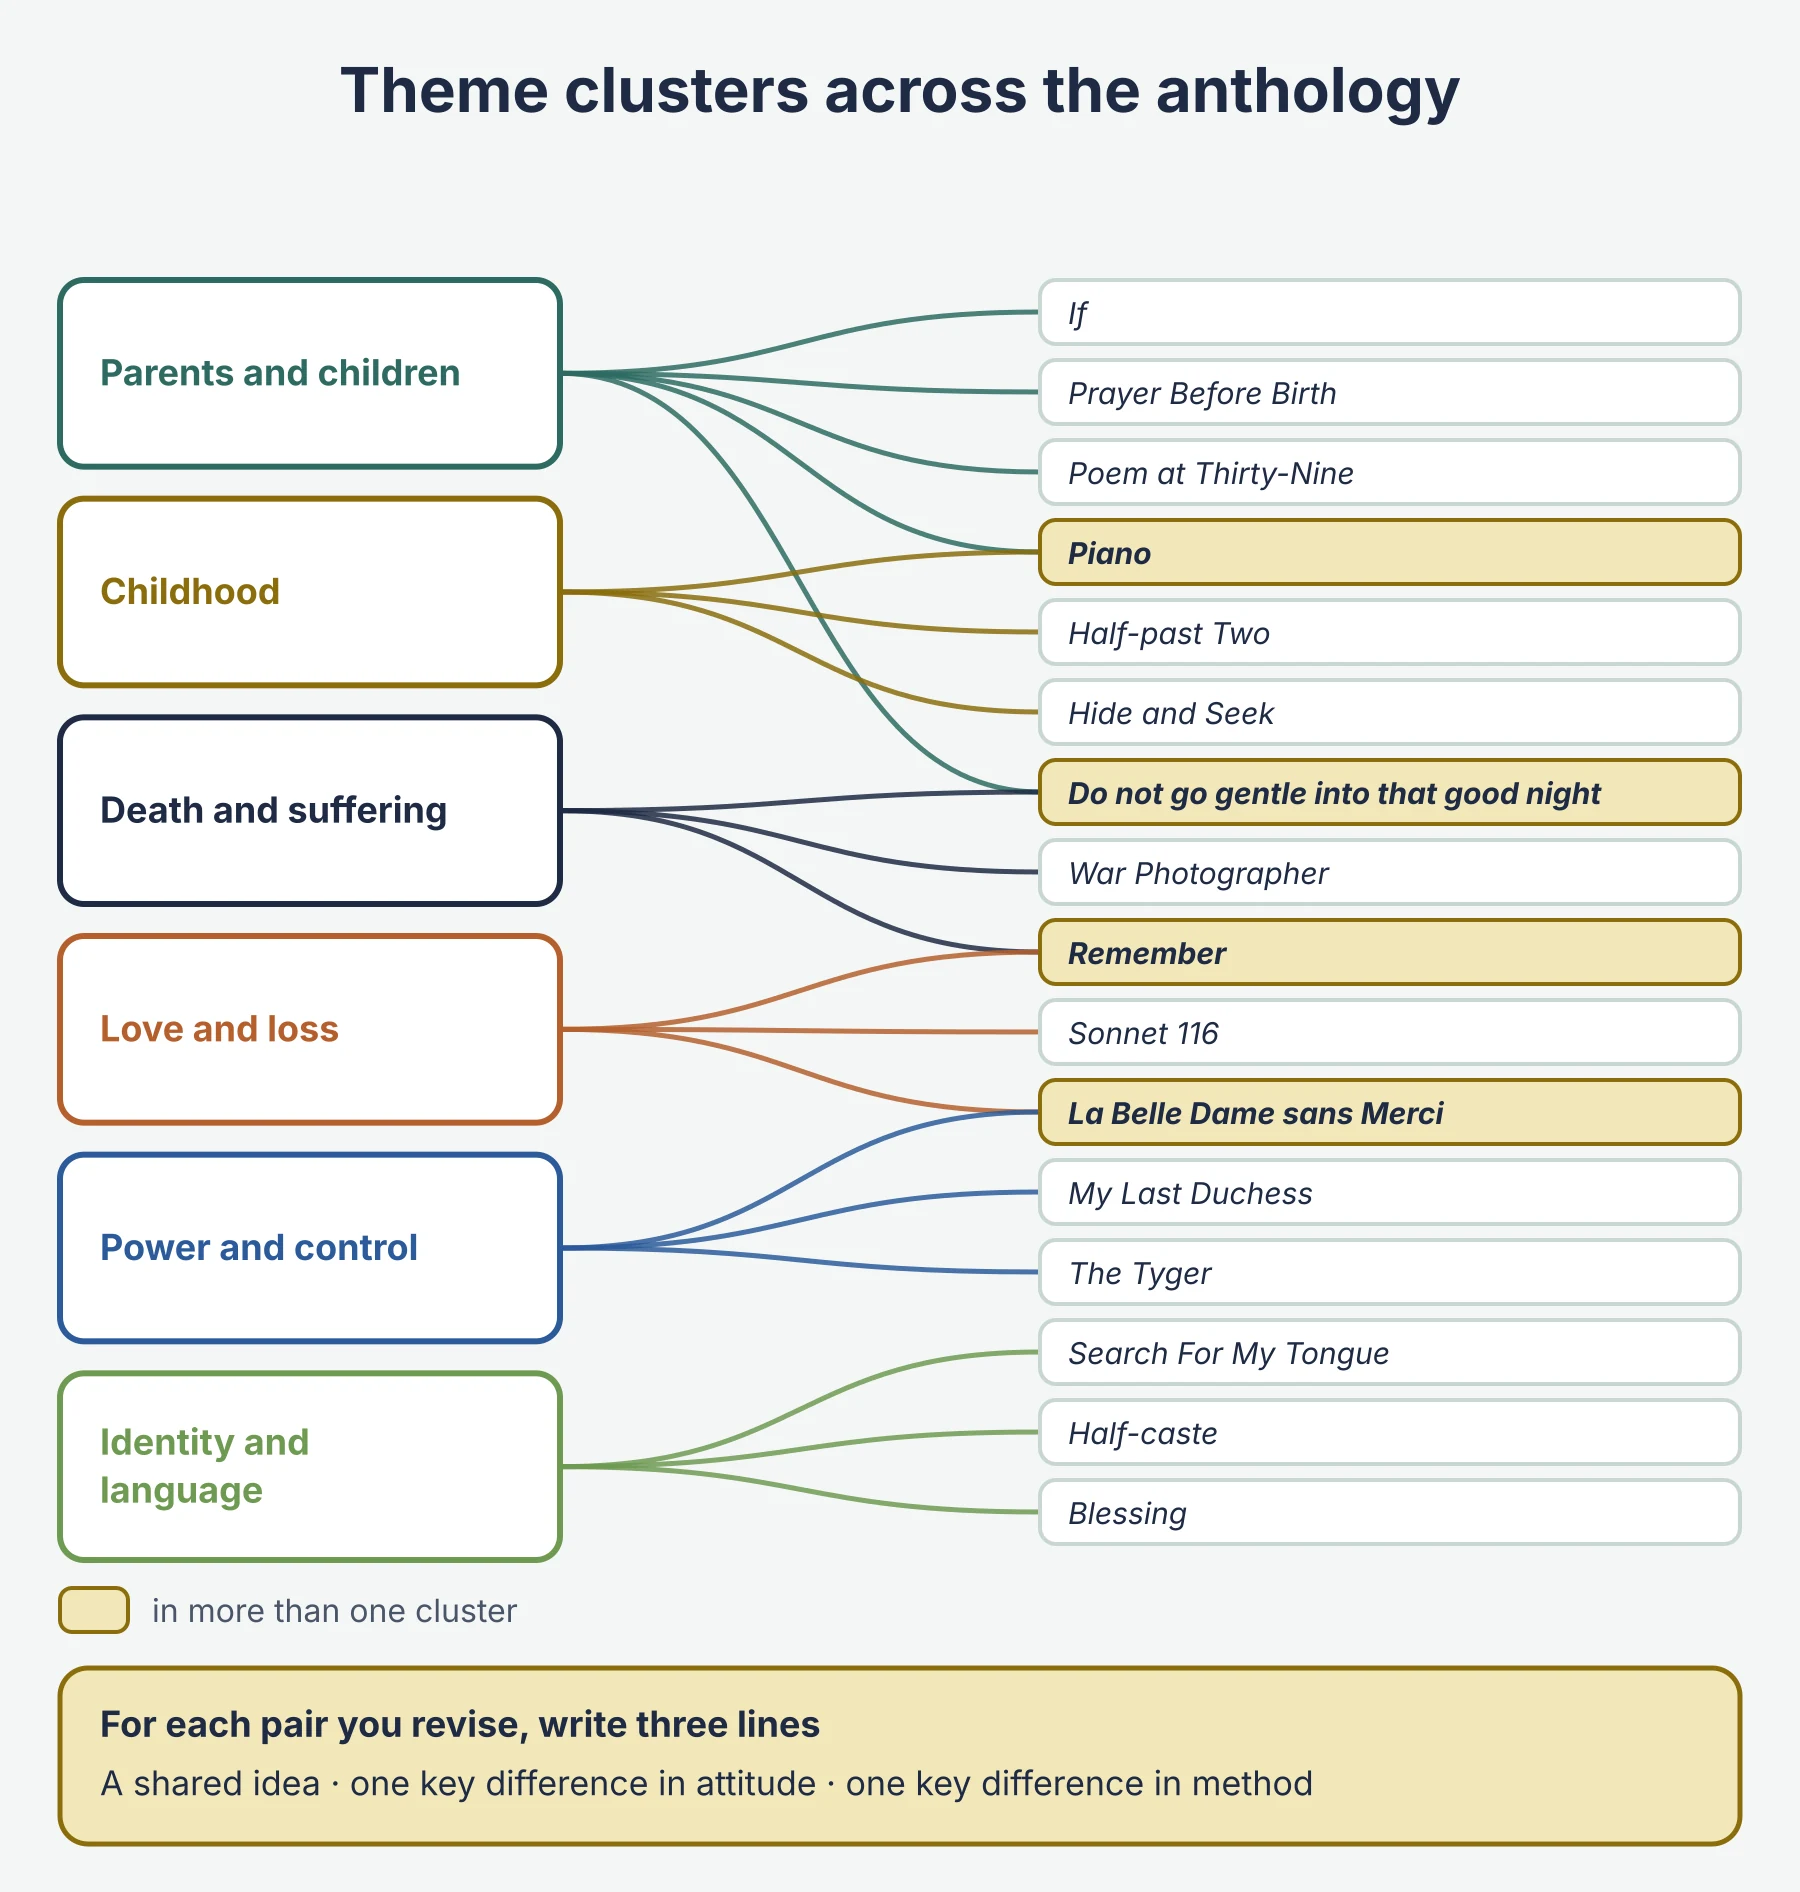 Theme clusters across the anthology
Parents and children
Childhood
Death and suffering
Love and loss
Power and control
Identity and
language
If
Prayer Before Birth
Poem at Thirty-Nine
Piano
Half-past Two
Hide and Seek
Do not go gentle into that good night
War Photographer
Remember
Sonnet 116
La Belle Dame sans Merci
My Last Duchess
The Tyger
Search For My Tongue
Half-caste
Blessing
in more than one cluster
For each pair you revise, write three lines
A shared idea · one key difference in attitude · one key difference in method